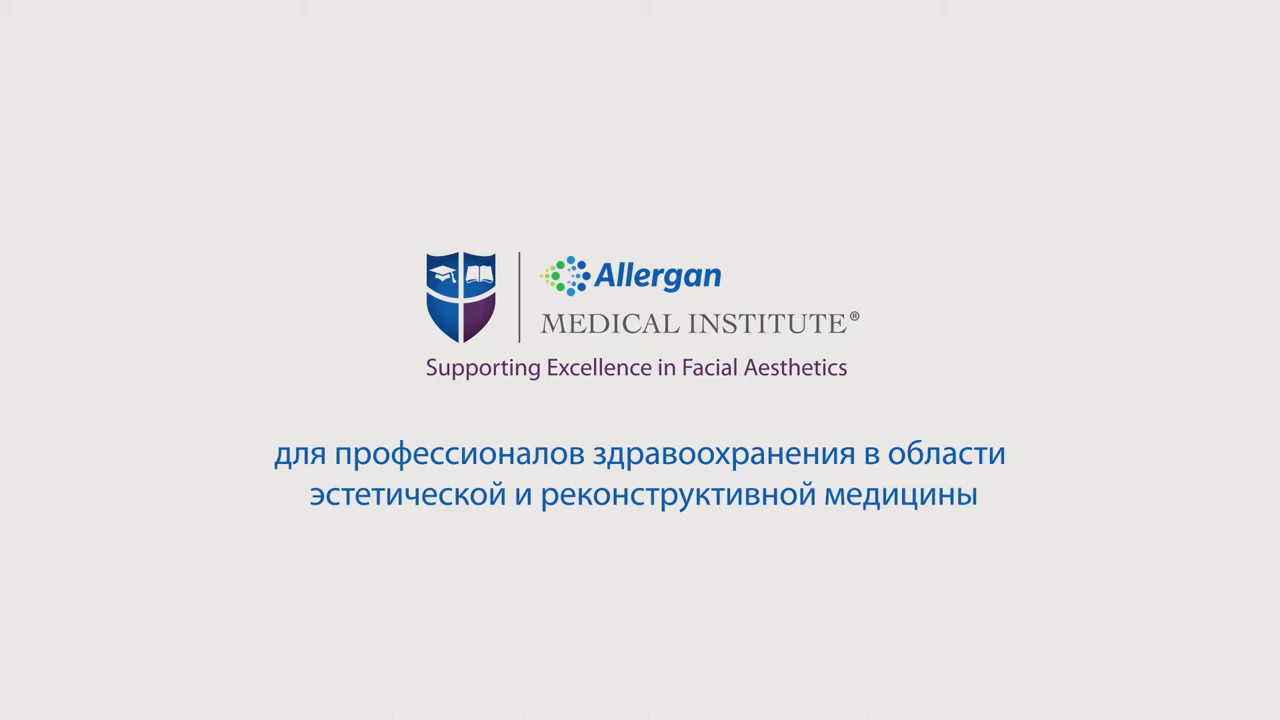 Allergan
MEDICAL INSTITUTE®
Supporting Excellence in Facial Aesthetics
для профессионалов здравоохранения в области
эстетической и реконструктивной медицины